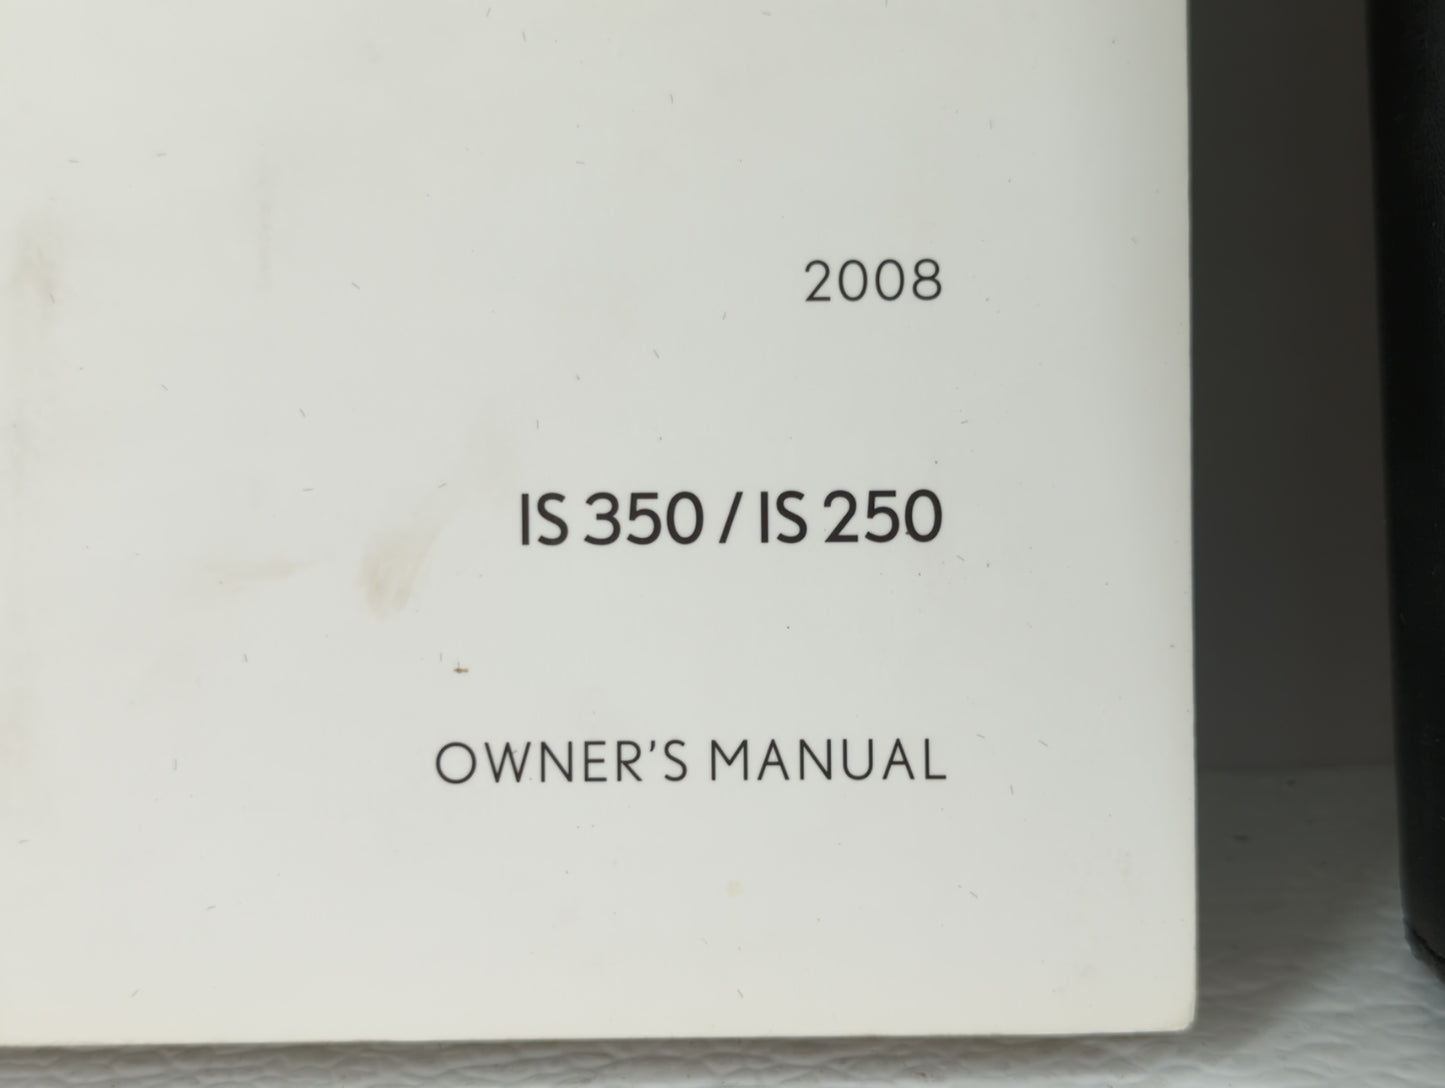 2008
IS 350 / IS 250
OWNER'S MANUAL